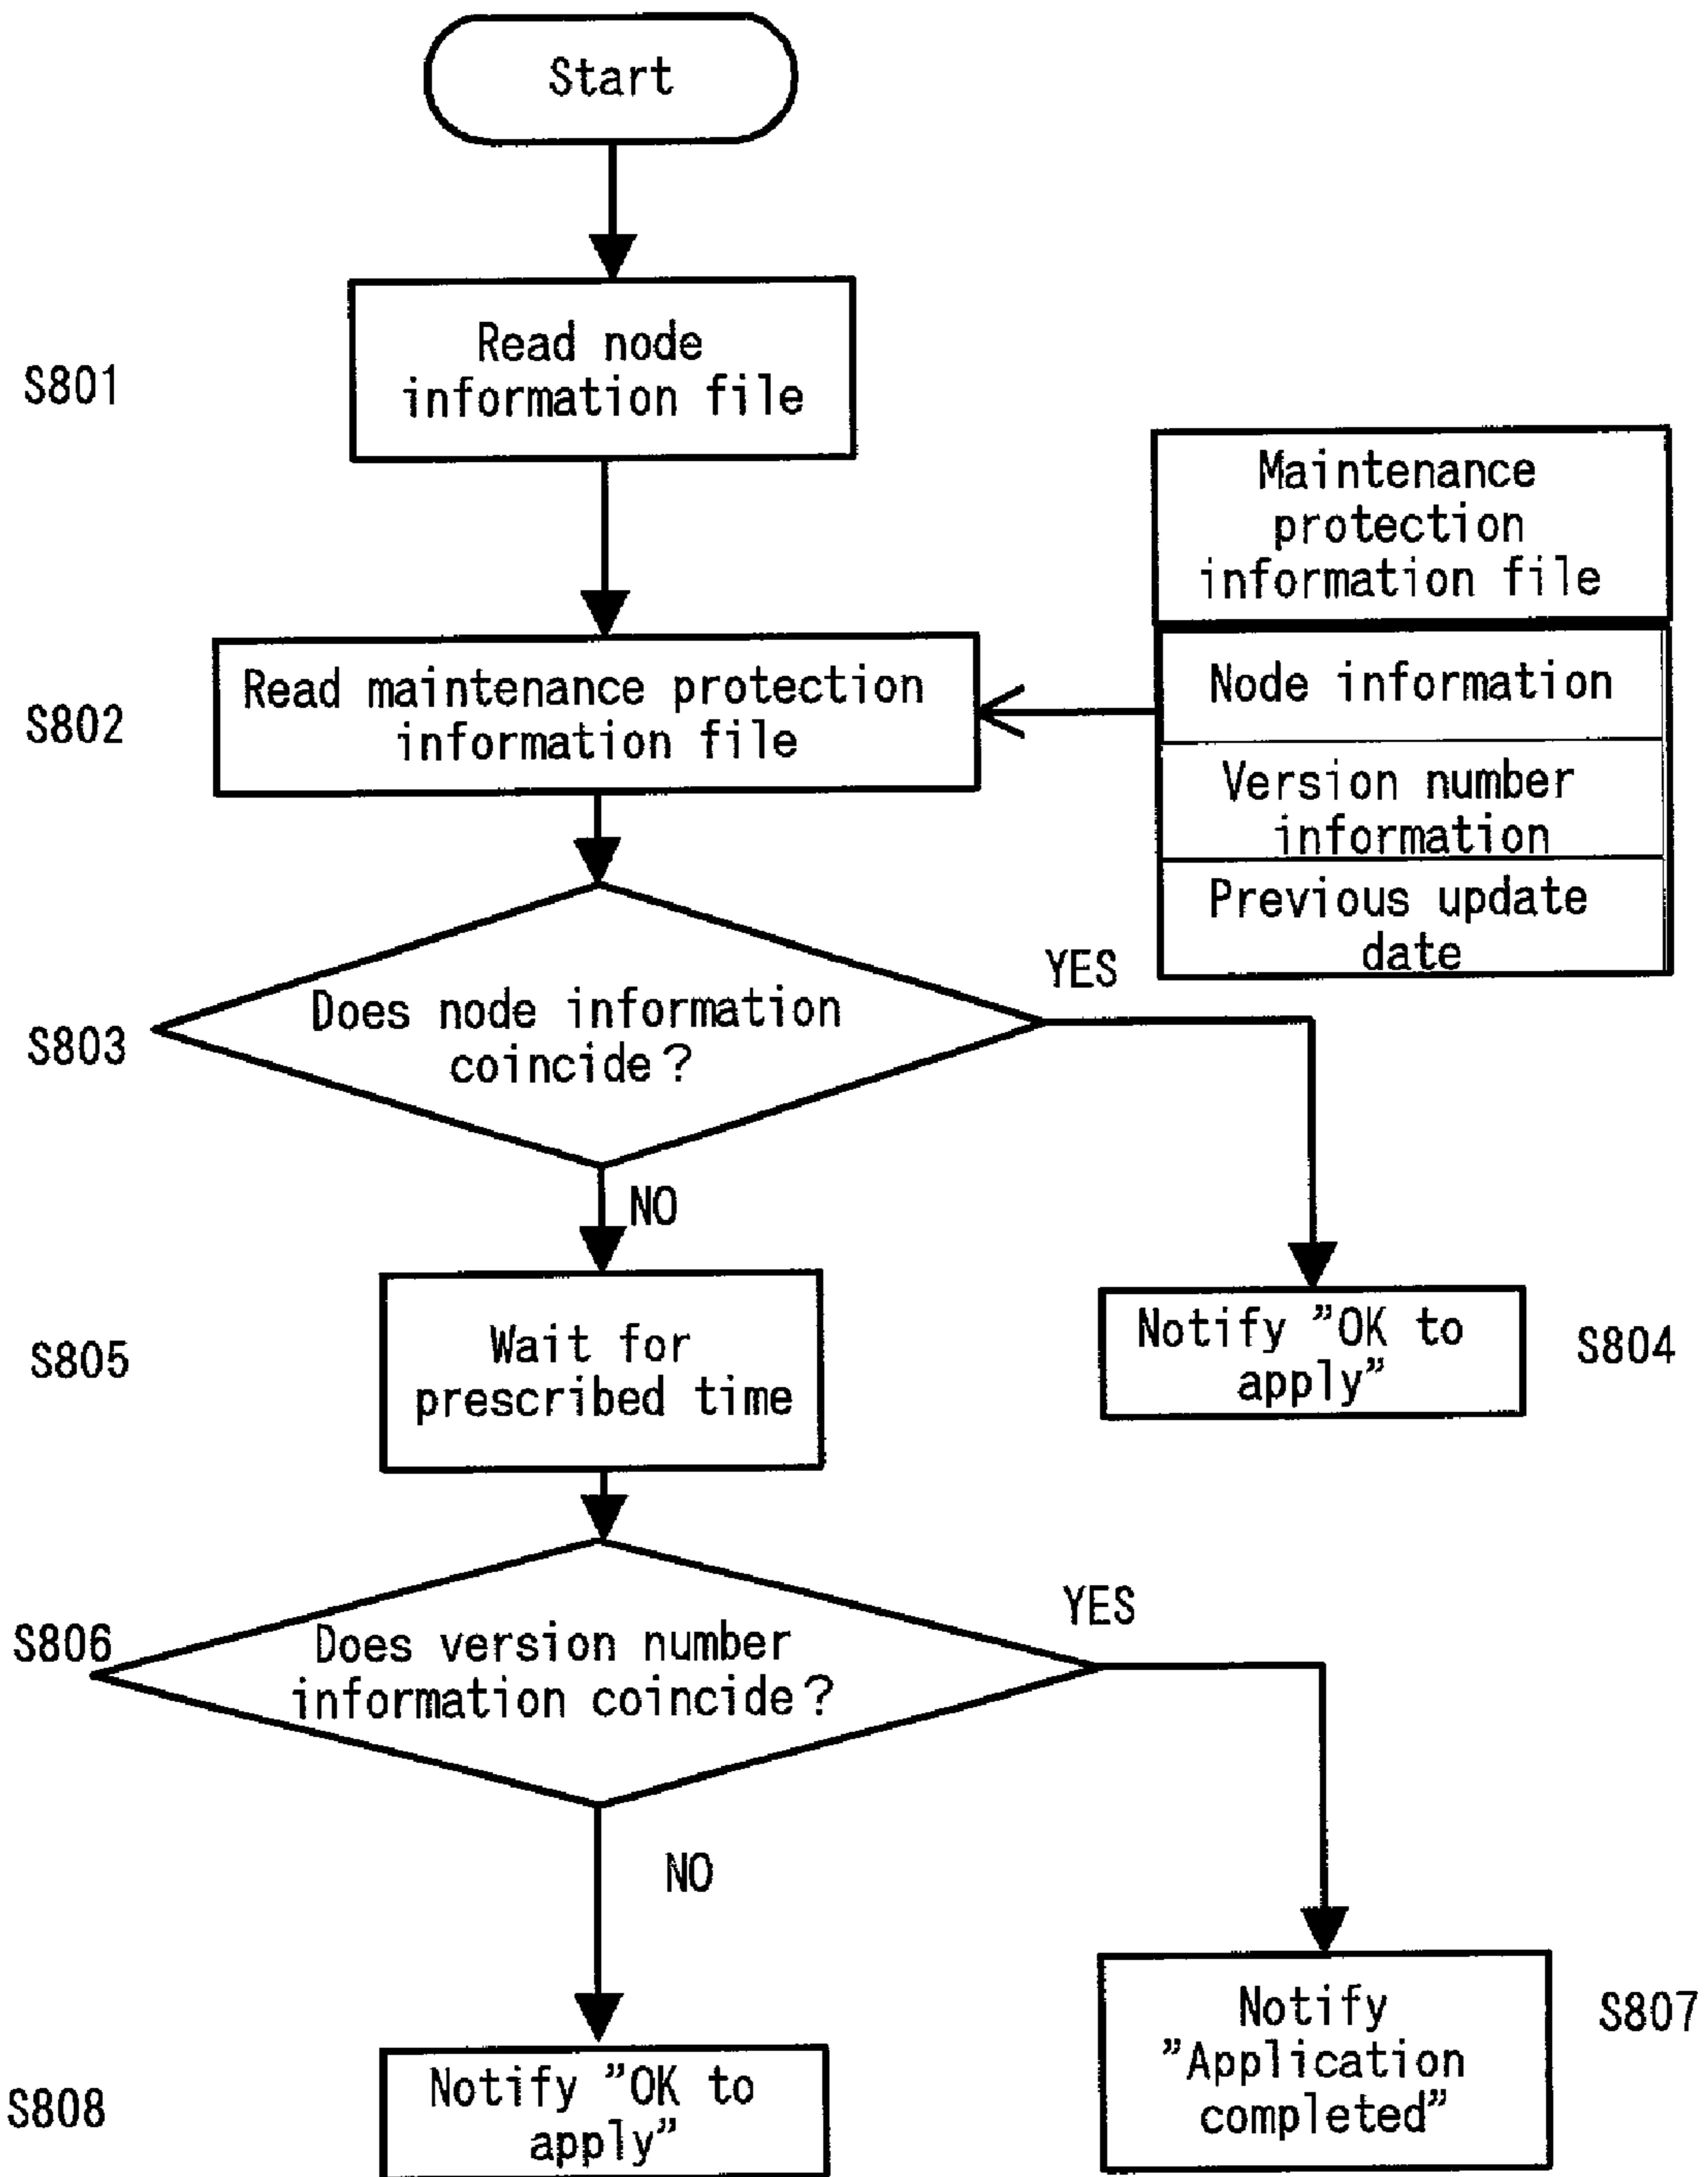 Start
S801
Read node
information file
Maintenance
protection
information file
S802
Read maintenance protection
information file
Node information
Version number
information
Previous update
date
S803
Does node information
coincide?
YES
NO
S805
Wait for
prescribed time
Notify ”OK to
apply”
S804
S806
Does version number
information coincide?
YES
NO
S808
Notify ”OK to
apply”
Notify
”Application
completed”
S807